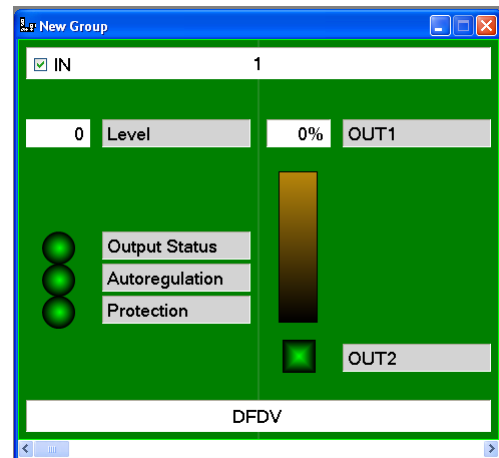 New Group
IN 1
0 Level 0% OUT1
Output Status
Autoregulation
Protection
OUT2
DFDV